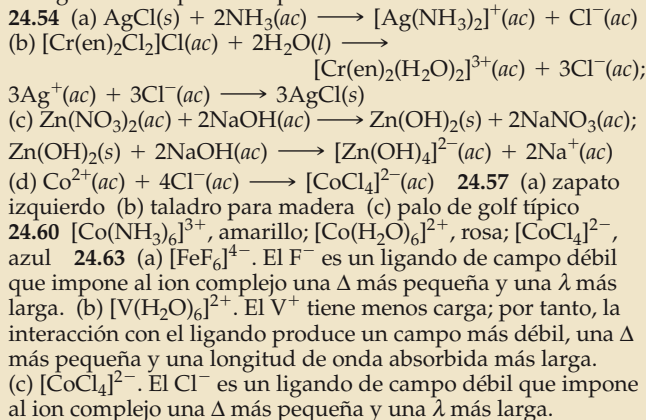 24.54 (a) AgCl(s) + 2NH₃(ac) ⟶ [Ag(NH₃)₂]⁺(ac) + Cl⁻(ac)
(b) [Cr(en)₂Cl₂]Cl(ac) + 2H₂O(l) ⟶
[Cr(en)₂(H₂O)₂]³⁺(ac) + 3Cl⁻(ac);
3Ag⁺(ac) + 3Cl⁻(ac) ⟶ 3AgCl(s)
(c) Zn(NO₃)₂(ac) + 2NaOH(ac) ⟶ Zn(OH)₂(s) + 2NaNO₃(ac);
Zn(OH)₂(s) + 2NaOH(ac) ⟶ [Zn(OH)₄]²⁻(ac) + 2Na⁺(ac)
(d) Co²⁺(ac) + 4Cl⁻(ac) ⟶ [CoCl₄]²⁻(ac) 24.57 (a) zapato
izquierdo (b) taladro para madera (c) palo de golf típico
24.60 [Co(NH₃)₆]³⁺, amarillo; [Co(H₂O)₆]²⁺, rosa; [CoCl₄]²⁻,
azul 24.63 (a) [FeF₆]⁴⁻. El F⁻ es un ligando de campo débil
que impone al ion complejo una Δ más pequeña y una λ más
larga. (b) [V(H₂O)₆]²⁺. El V⁺ tiene menos carga; por tanto, la
interacción con el ligando produce un campo más débil, una Δ
más pequeña y una longitud de onda absorbida más larga.
(c) [CoCl₄]²⁻. El Cl⁻ es un ligando de campo débil que impone
al ion complejo una Δ más pequeña y una λ más larga.